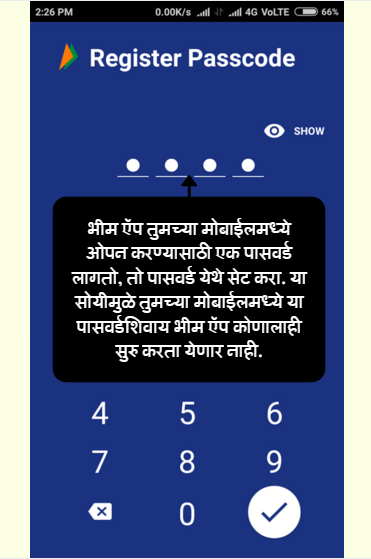 2:26 PM 0.00K/s 4G VoLTE 66%
Register Passcode
SHOW
भीम ऍप तुमच्या मोबाईलमध्ये
ओपन करण्यासाठी एक पासवर्ड
लागतो, तो पासवर्ड येथे सेट करा. या
सोयीमुळे तुमच्या मोबाईलमध्ये या
पासवर्डशिवाय भीम ऍप कोणालाही
सुरु करता येणार नाही.
4 5 6
7 8 9
0